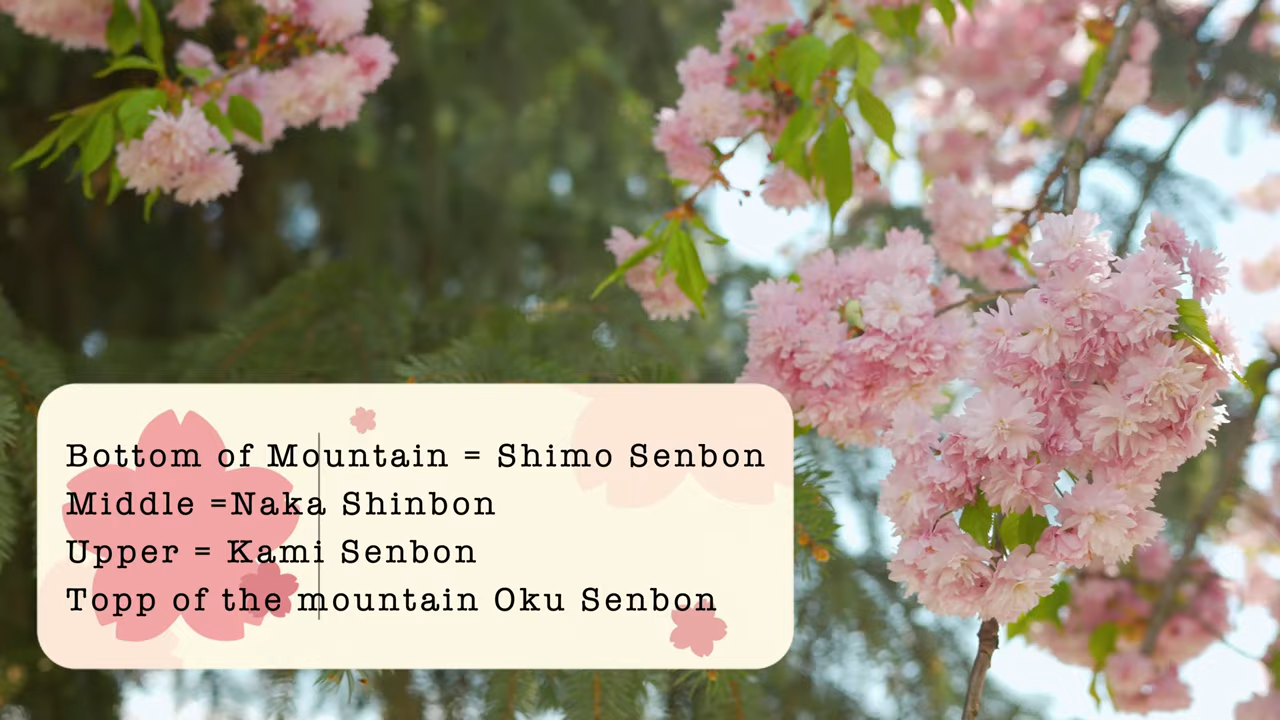 Bottom of Mountain = Shimo Senbon
Middle =Naka Shinbon
Upper = Kami Senbon
Topp of the mountain Oku Senbon